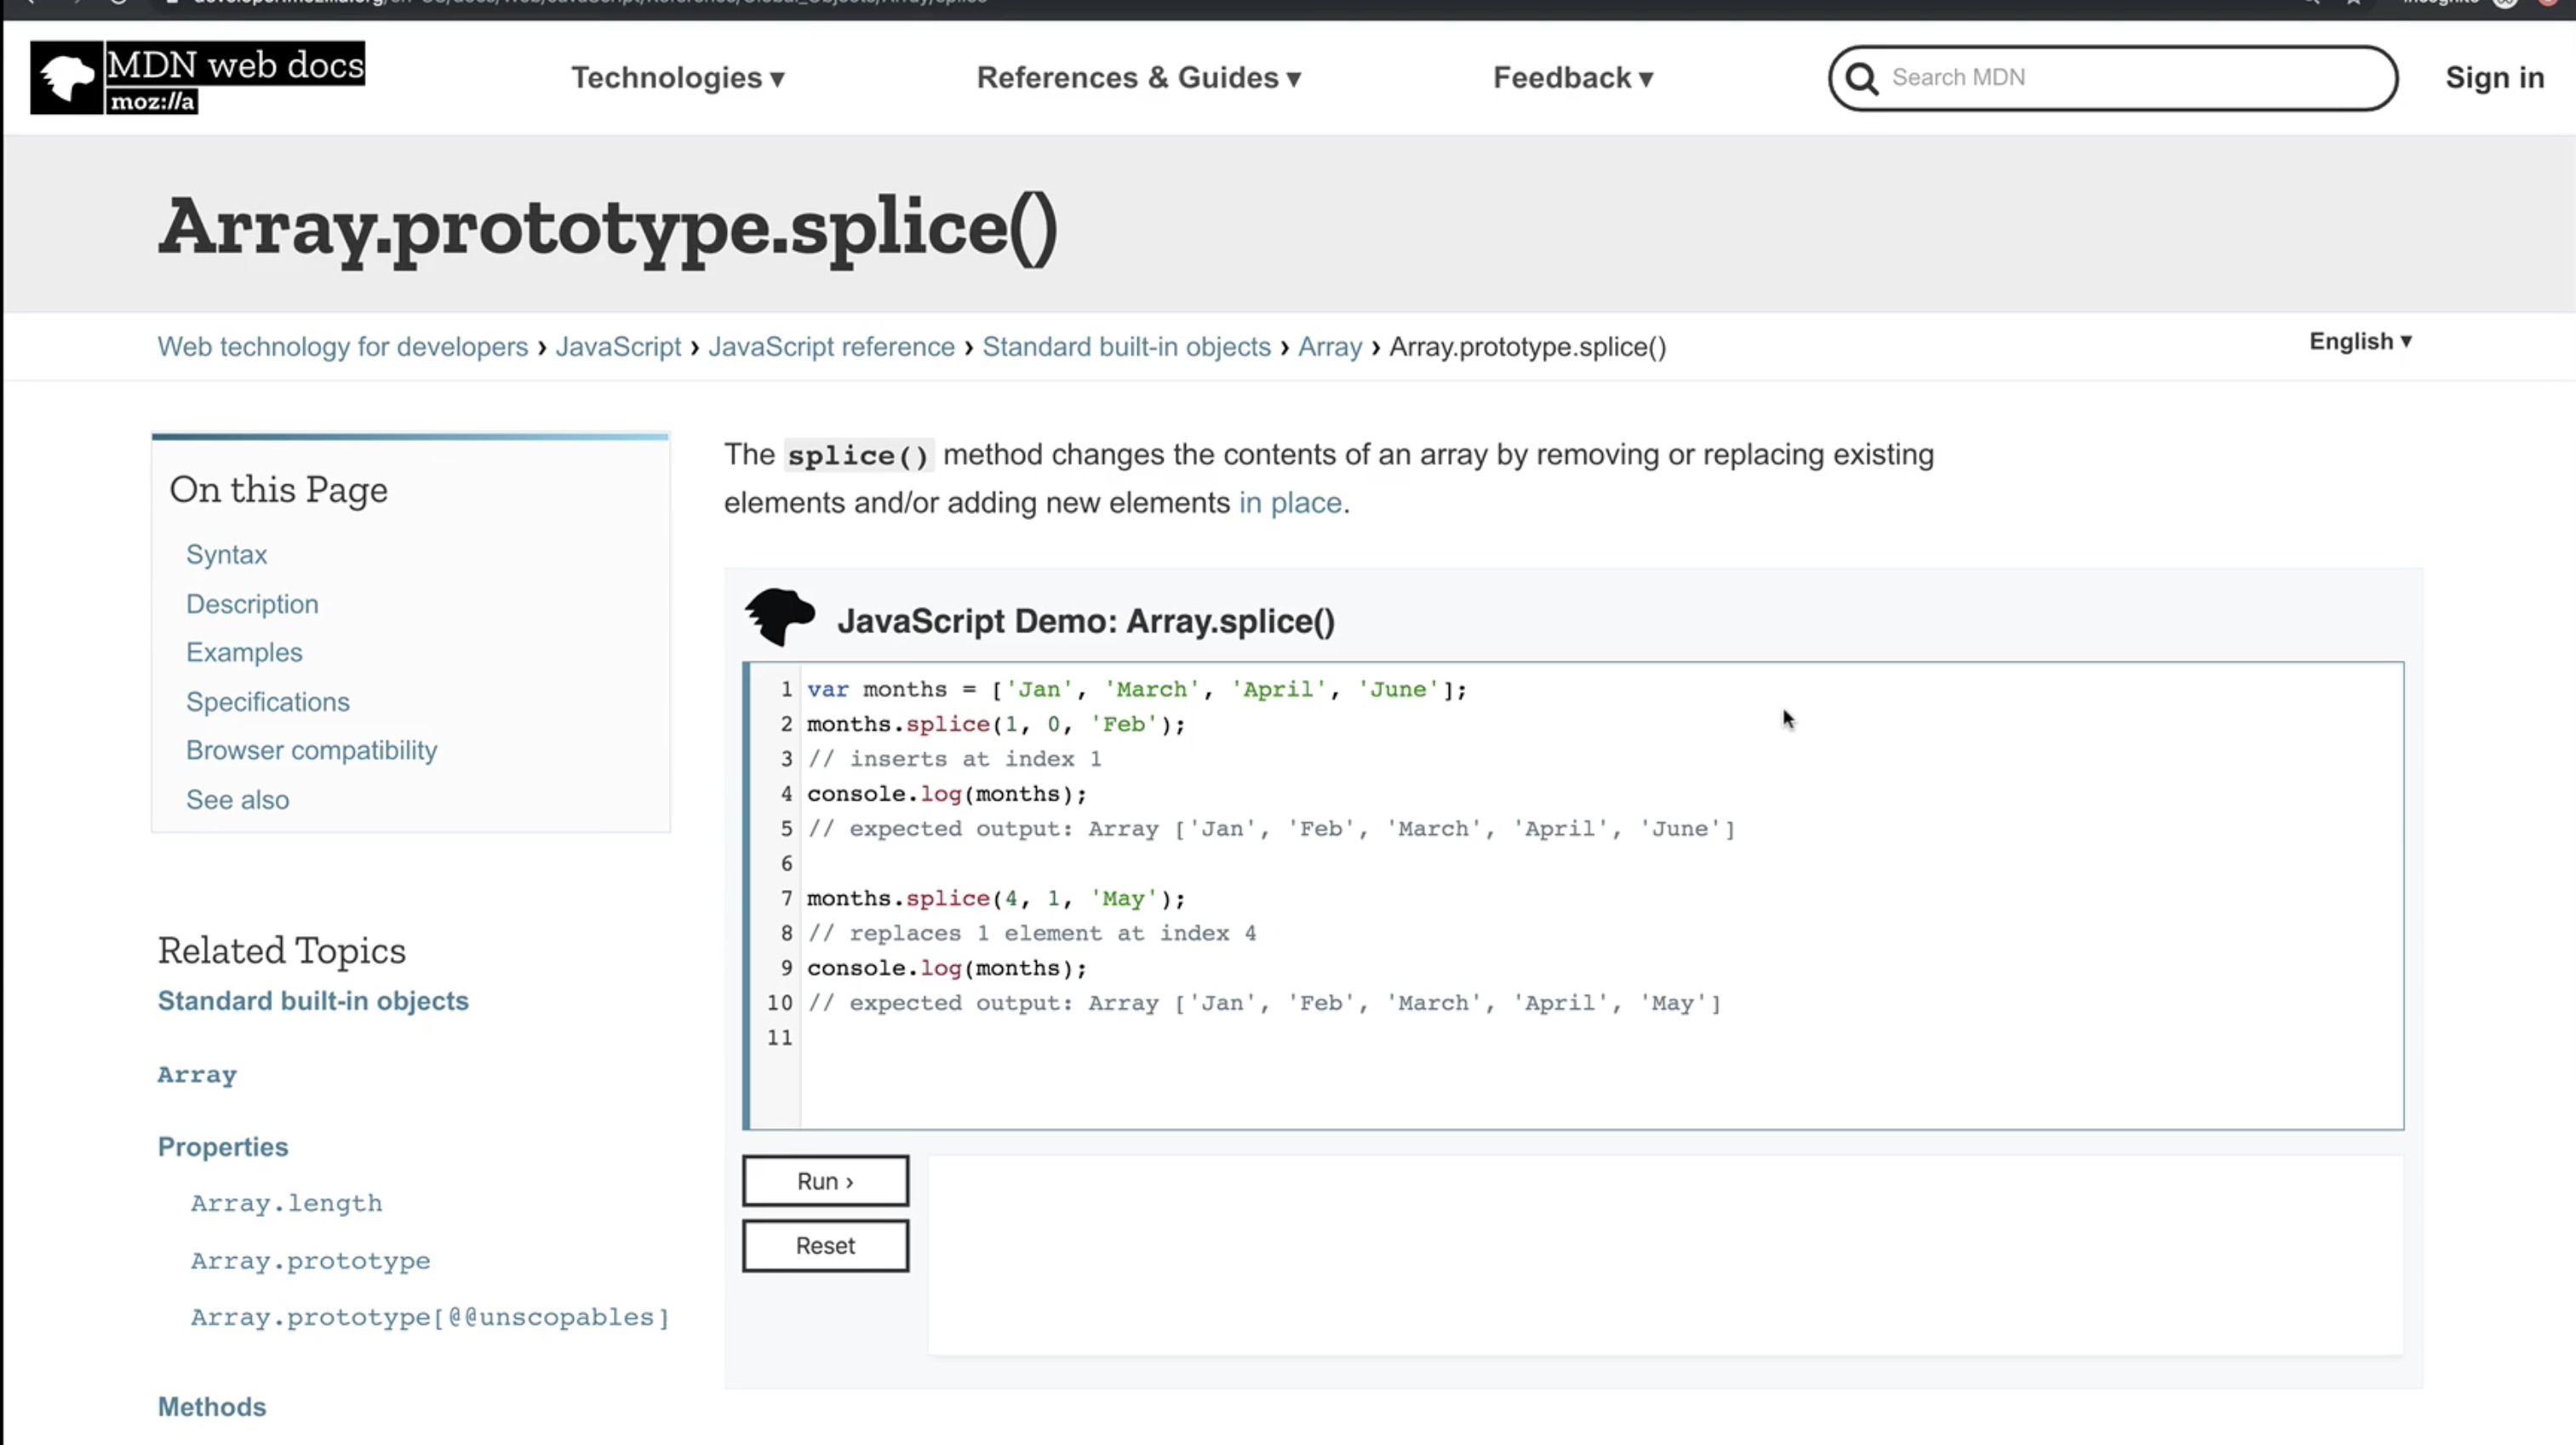 MDN web docs
moz://a
Technologies ▾
References & Guides ▾
Feedback ▾
Search MDN
Sign in
Array.prototype.splice()
Web technology for developers › JavaScript › JavaScript reference › Standard built-in objects › Array › Array.prototype.splice()
English ▾
On this Page
Syntax
Description
Examples
Specifications
Browser compatibility
See also
Related Topics
Standard built-in objects
Array
Properties
Array.length
Array.prototype
Array.prototype[@@unscopables]
Methods
The splice() method changes the contents of an array by removing or replacing existing
elements and/or adding new elements in place.
JavaScript Demo: Array.splice()
1 var months = ['Jan', 'March', 'April', 'June'];
2 months.splice(1, 0, 'Feb');
3 // inserts at index 1
4 console.log(months);
5 // expected output: Array ['Jan', 'Feb', 'March', 'April', 'June']
6
7 months.splice(4, 1, 'May');
8 // replaces 1 element at index 4
9 console.log(months);
10 // expected output: Array ['Jan', 'Feb', 'March', 'April', 'May']
11
Run ›
Reset